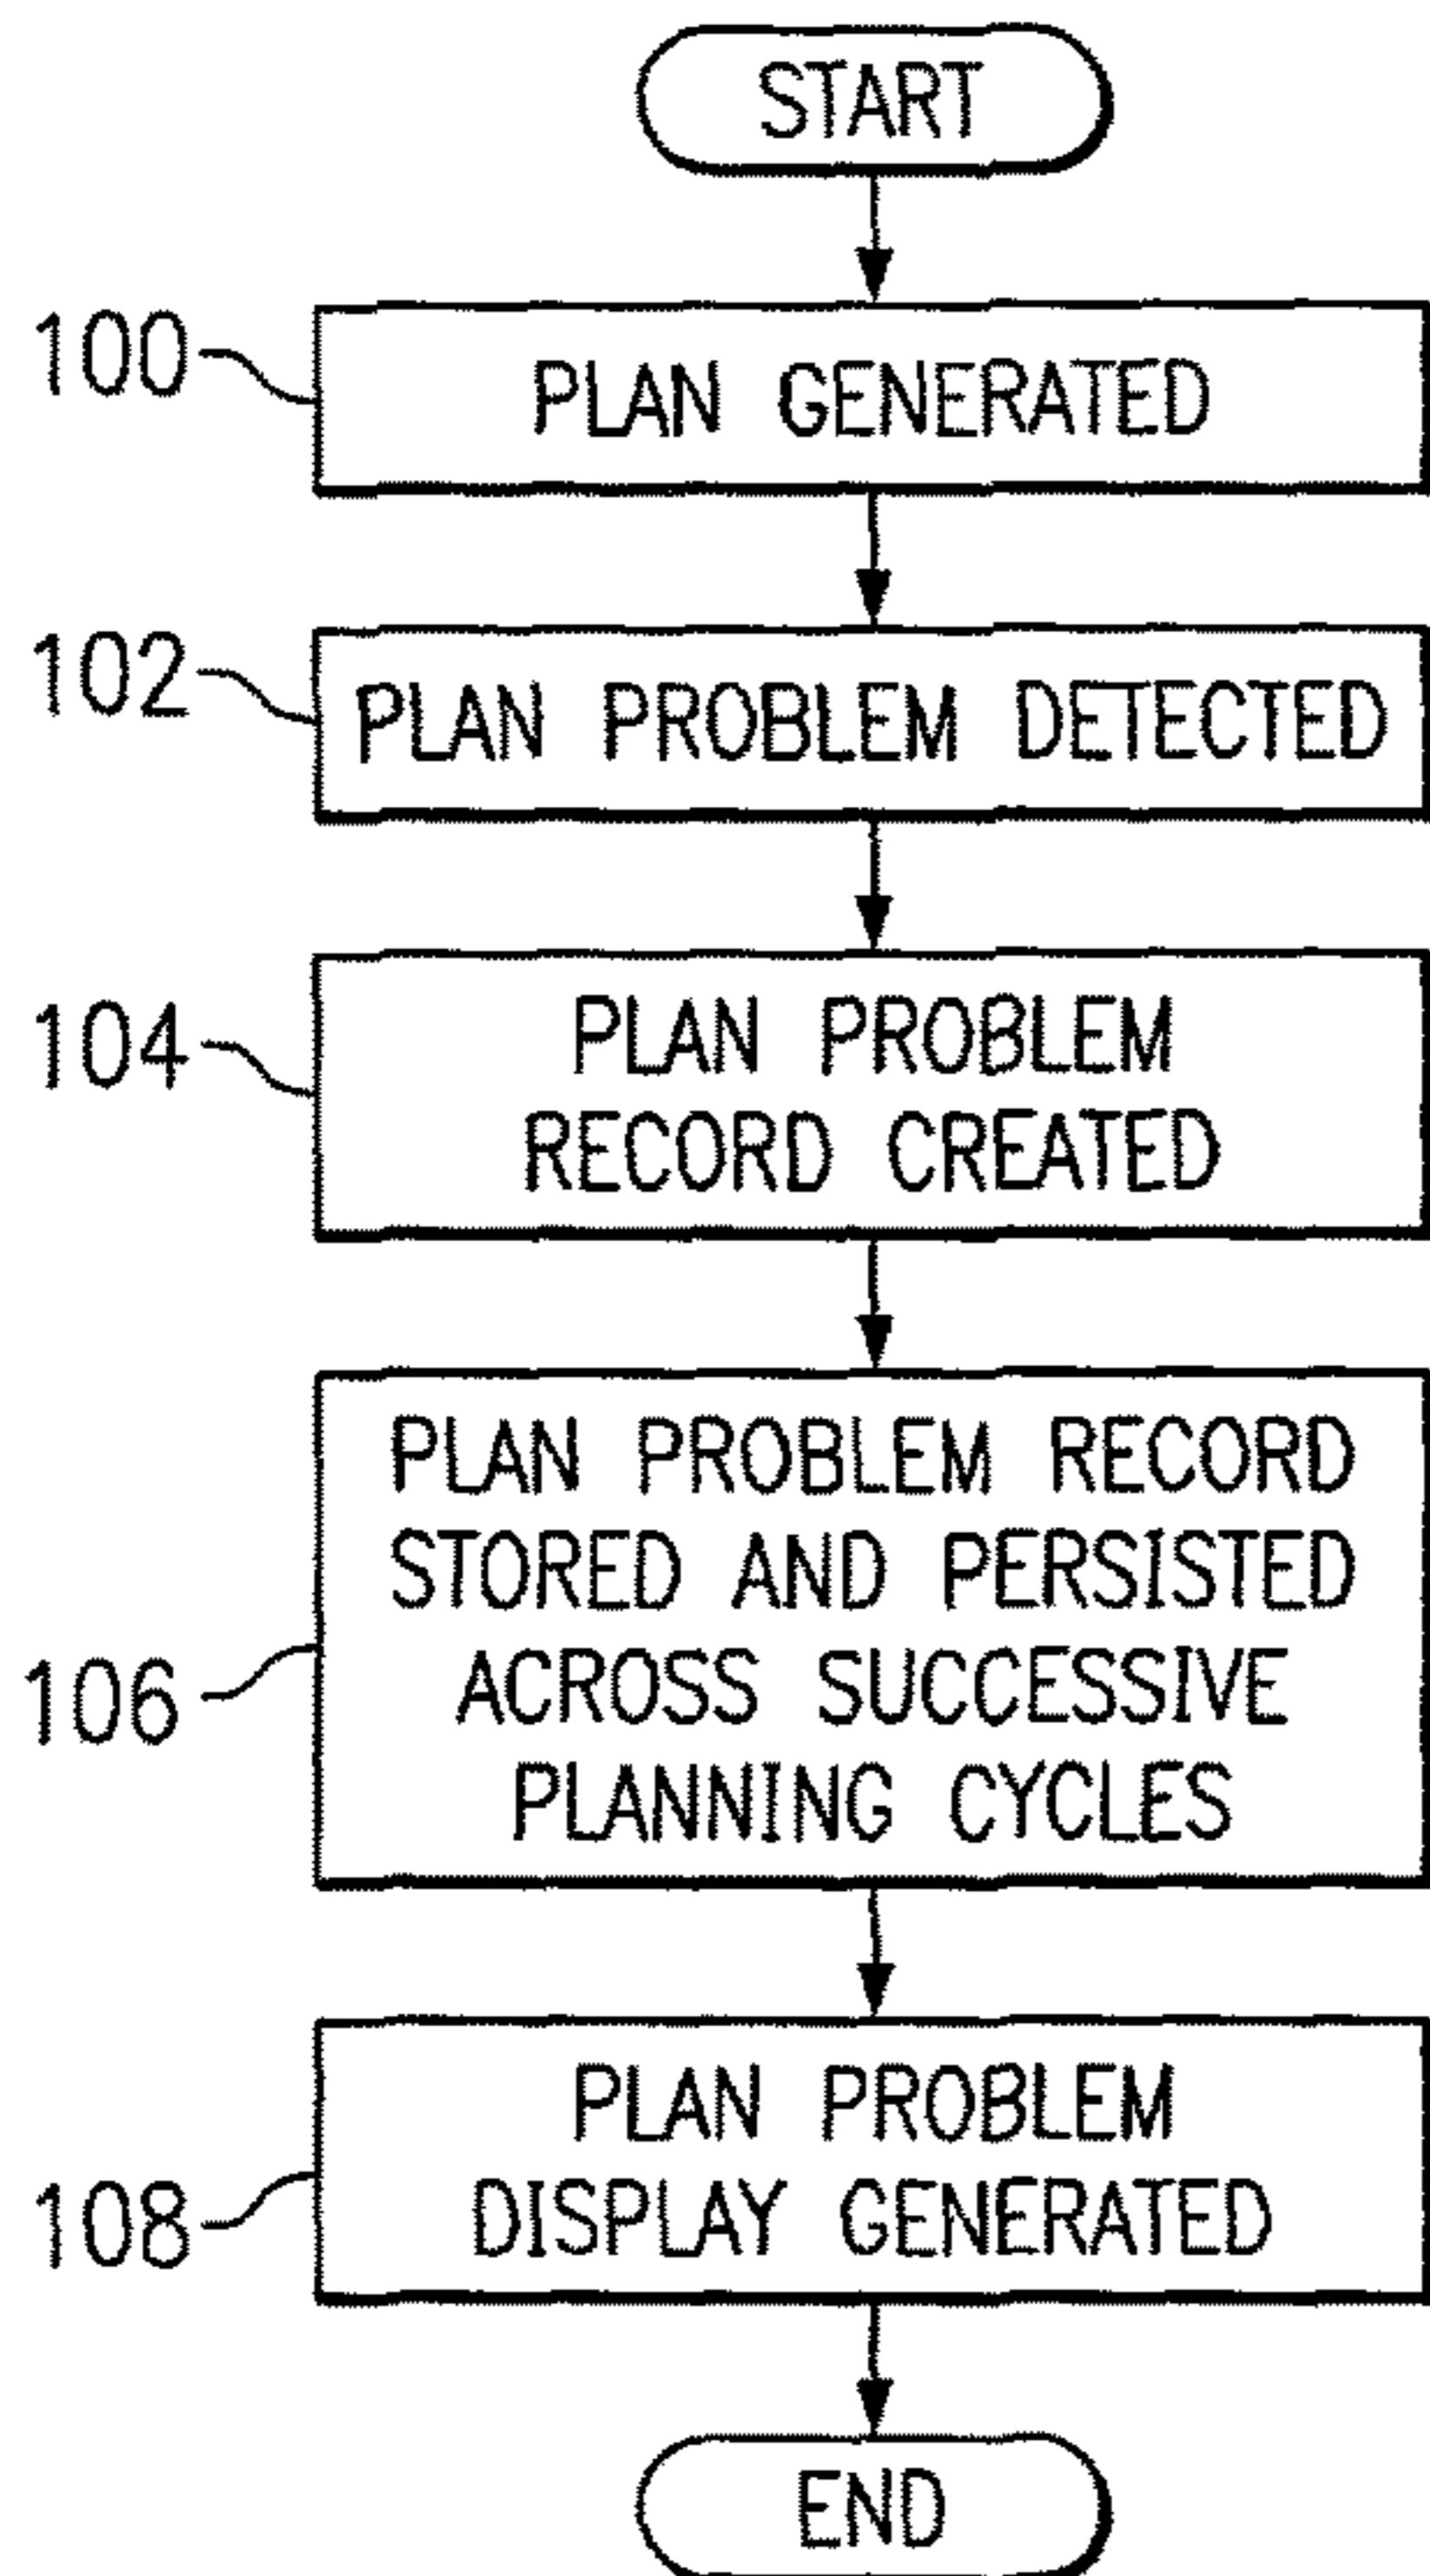 START
100
PLAN GENERATED
102
PLAN PROBLEM DETECTED
104
PLAN PROBLEM
RECORD CREATED
106
PLAN PROBLEM RECORD
STORED AND PERSISTED
ACROSS SUCCESSIVE
PLANNING CYCLES
108
PLAN PROBLEM
DISPLAY GENERATED
END